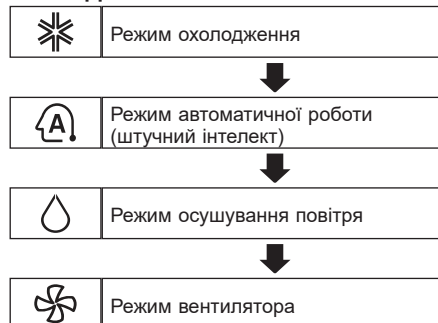 Режим охолодження
A
Режим автоматичної роботи
(штучний інтелект)
Режим осушування повітря
Режим вентилятора